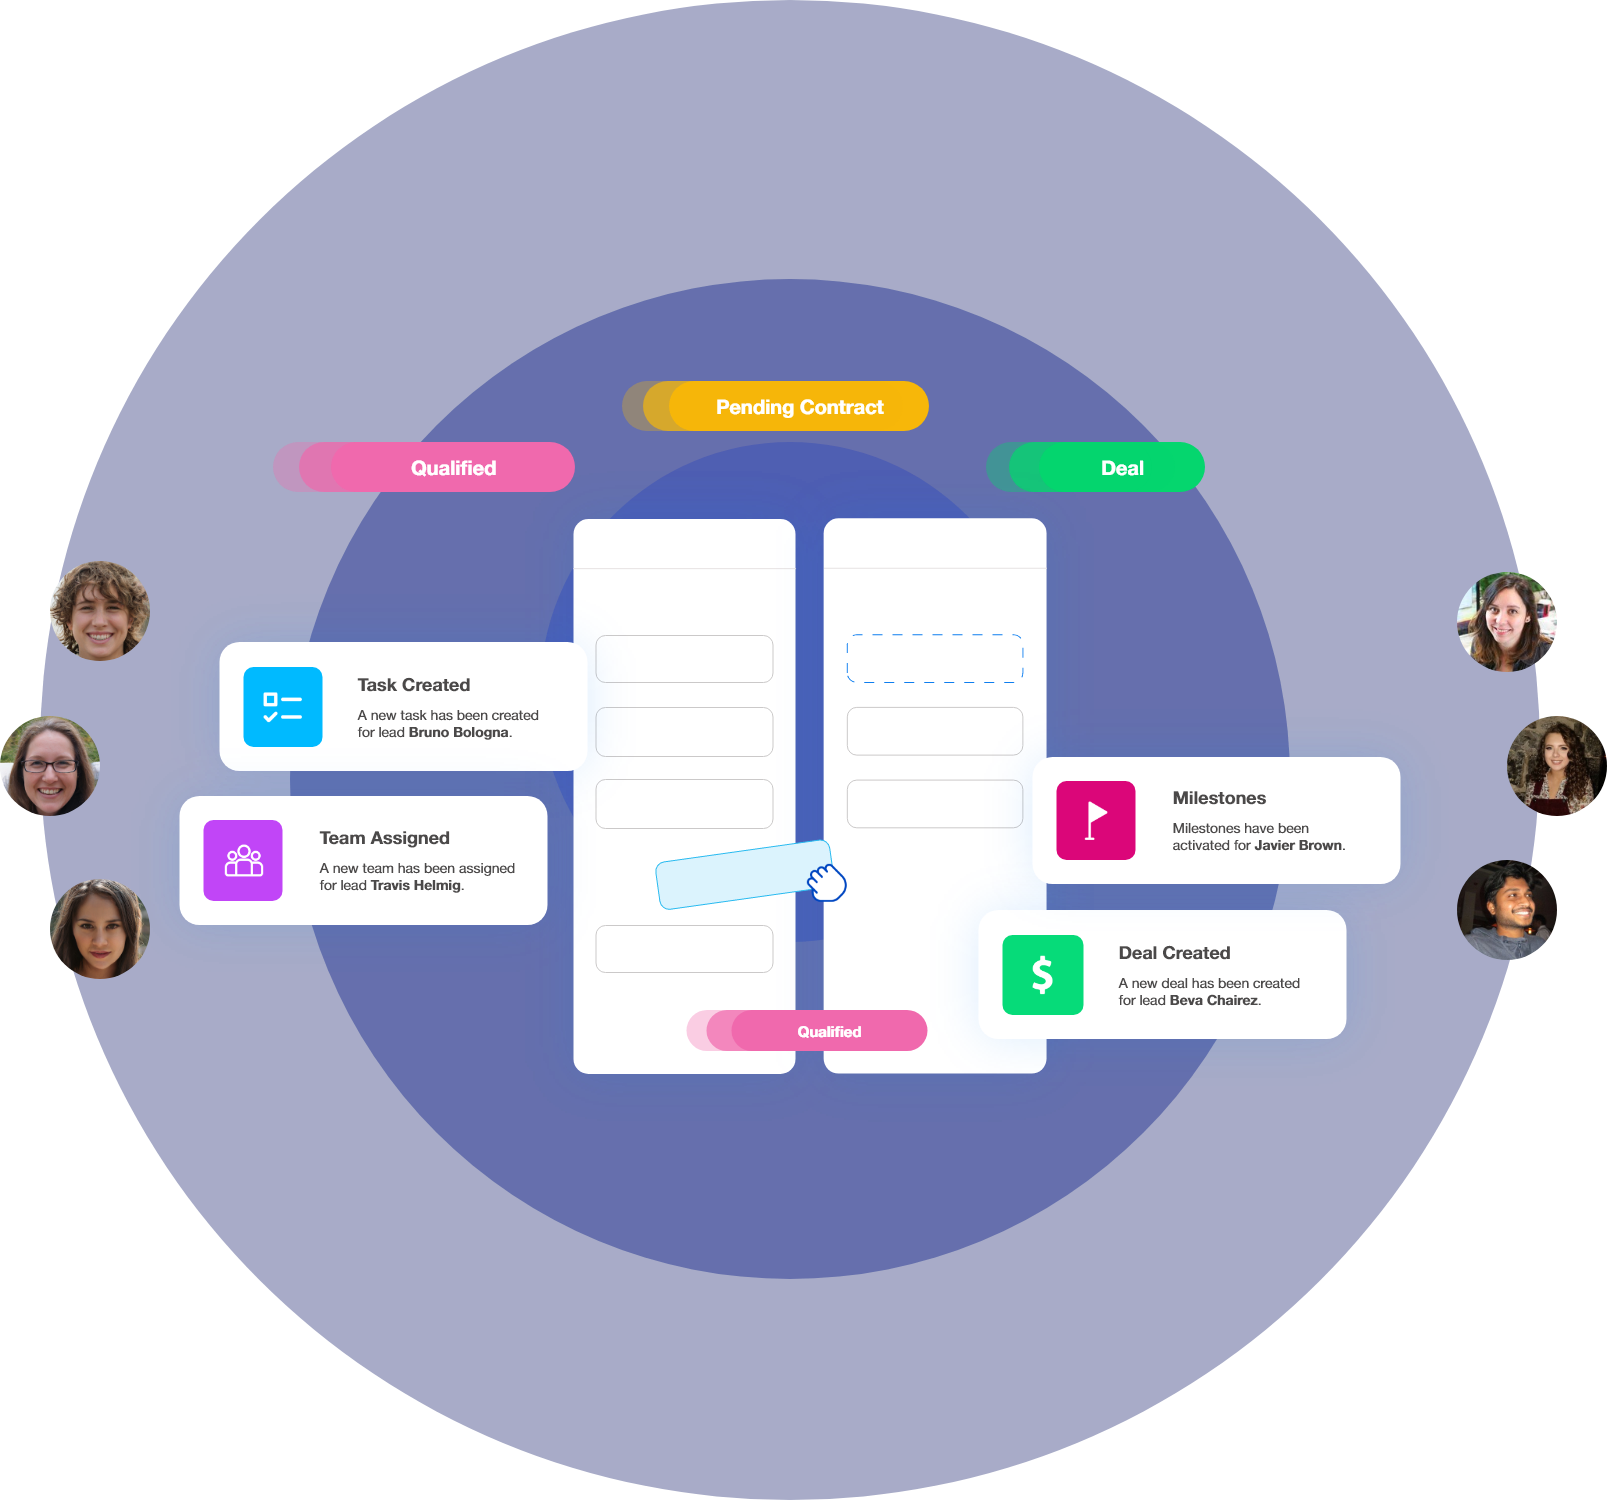 Pending Contract
Qualified
Deal
Task Created
A new task has been created
for lead Bruno Bologna.
Team Assigned
A new team has been assigned
for lead Travis Helmig.
Milestones
Milestones have been
activated for Javier Brown.
Deal Created
A new deal has been created
for lead Beva Chairez.
Qualified